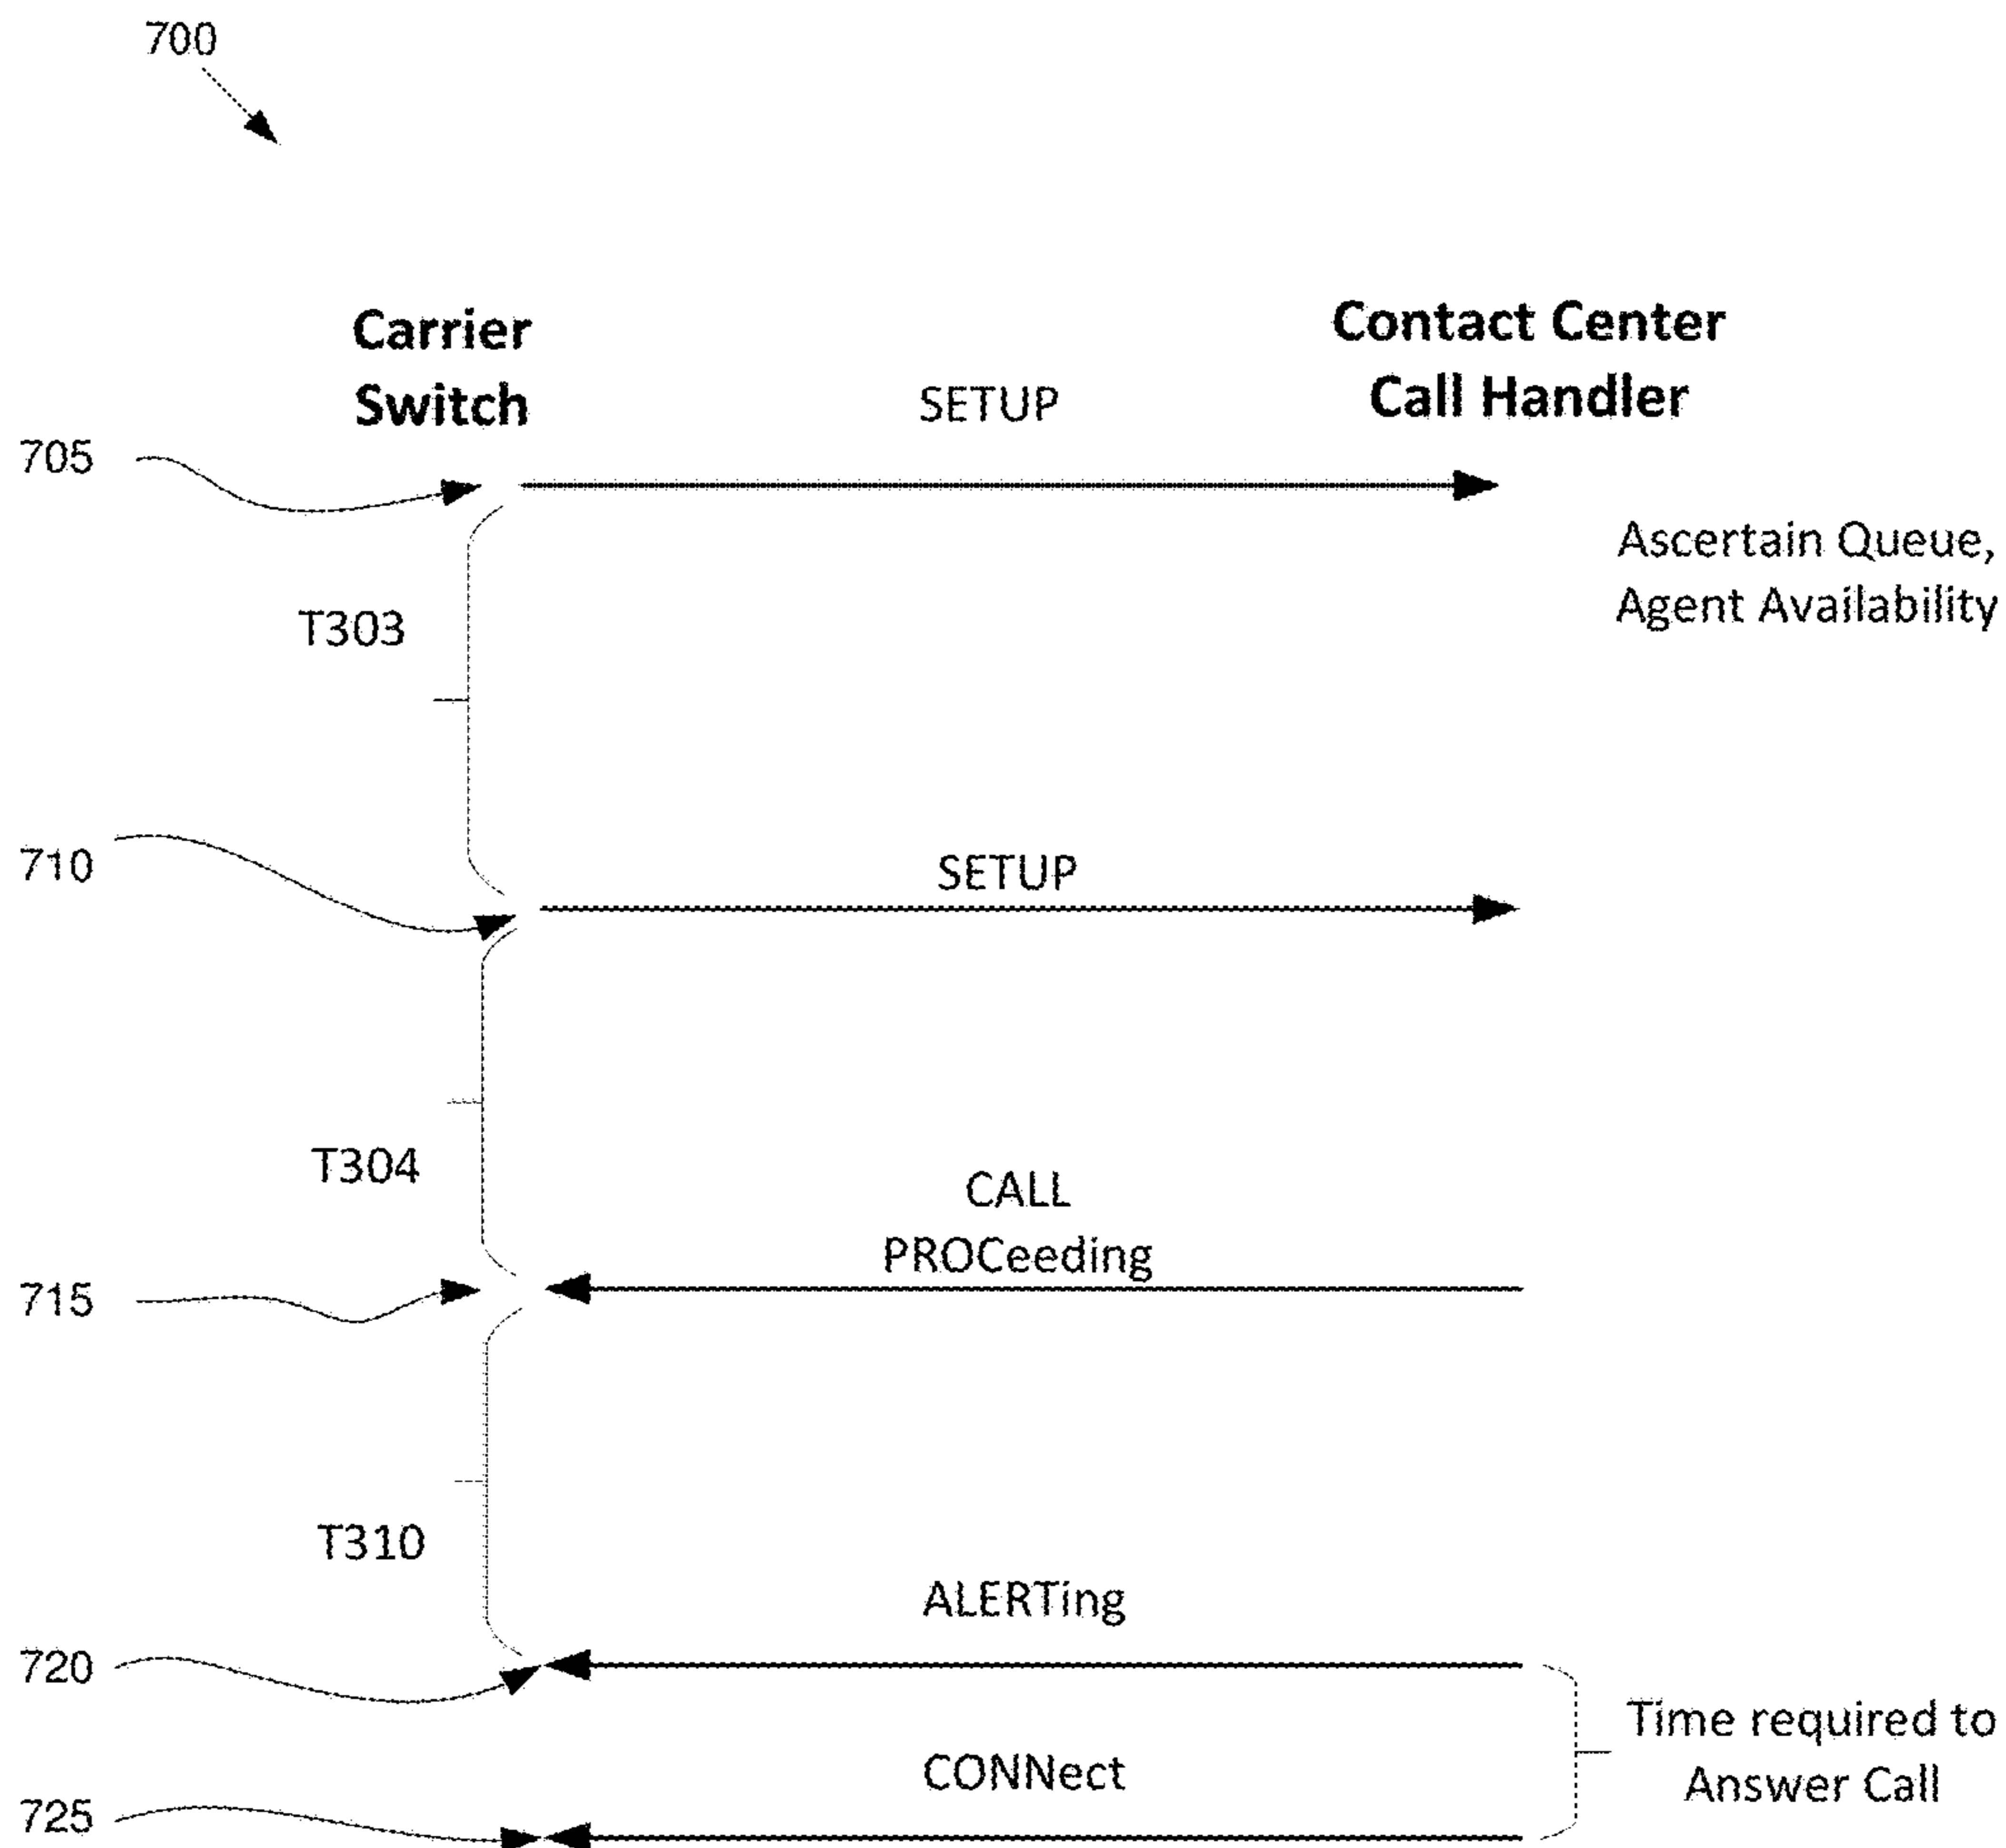 700
Carrier
Switch
SETUP
Contact Center
Call Handler
705
Ascertain Queue,
Agent Availability
T303
710
SETUP
T304
CALL
PROCeeding
715
T310
ALERTing
720
Time required to
Answer Call
CONNect
725